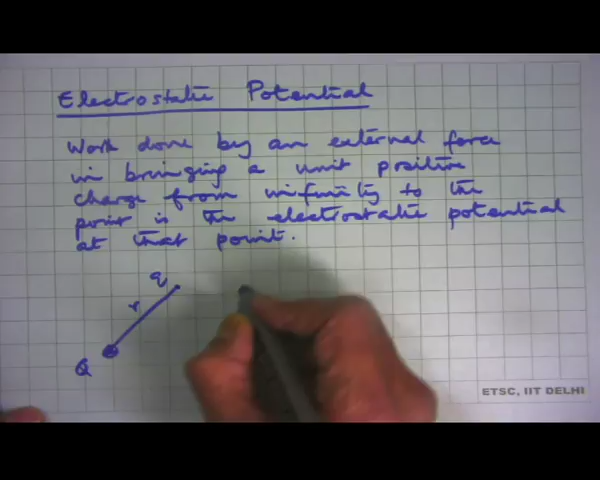 Electrostatic Potential
Work done by an external force
in bringing a unit positive
charge from infinity to the
point is the electrostatic potential
at that point.
q
r
Q
ETSC, IIT DELHI